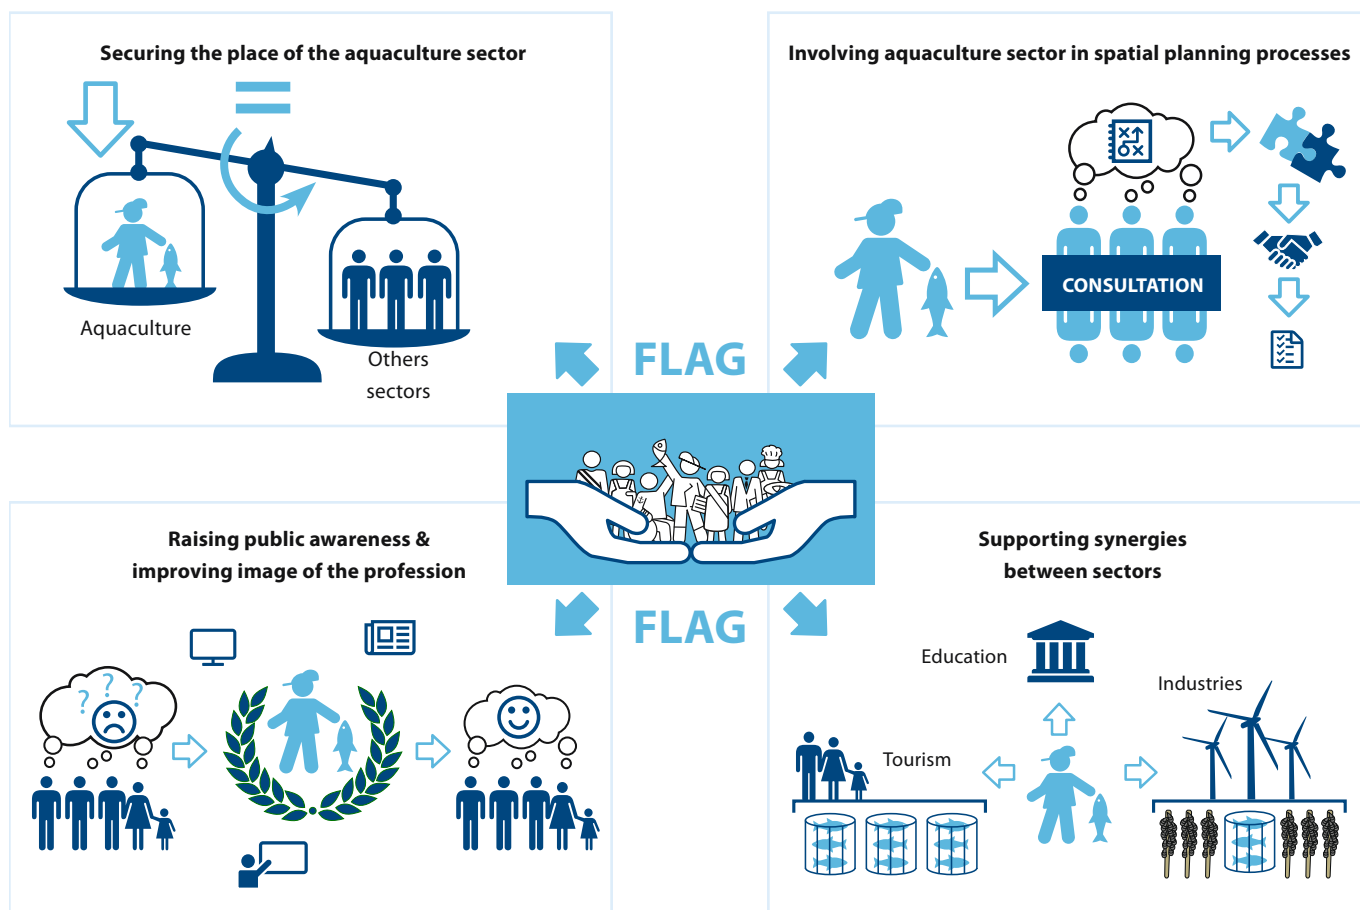 Securing the place of the aquaculture sector
Aquaculture
Others
sectors
Involving aquaculture sector in spatial planning processes
CONSULTATION
FLAG
FLAG
Raising public awareness &
improving image of the profession
? ? ?
Supporting synergies
between sectors
Education
Industries
Tourism